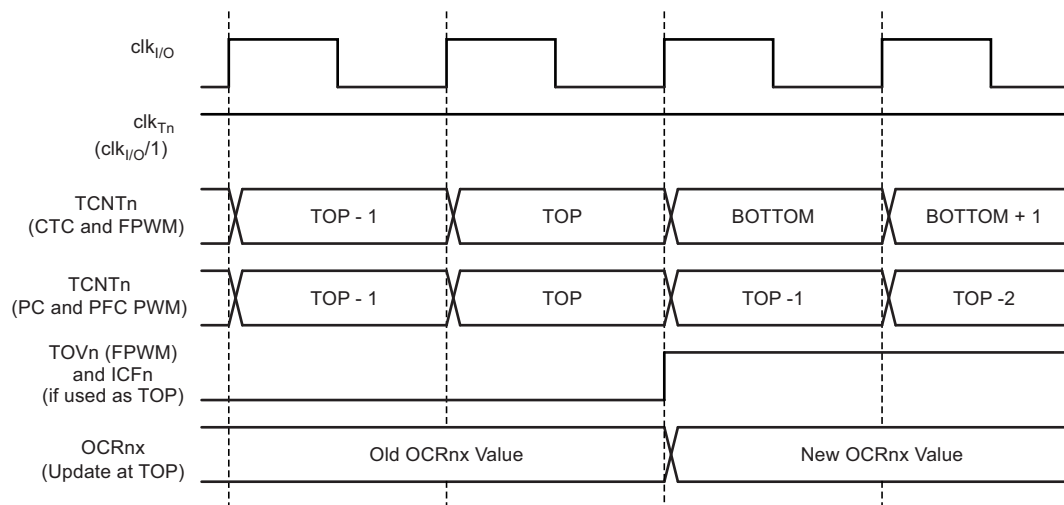 clkI/O
clkTn
(clkI/O/1)
TCNTn
(CTC and FPWM)
TOP - 1 TOP BOTTOM BOTTOM + 1
TCNTn
(PC and PFC PWM)
TOP - 1 TOP TOP -1 TOP -2
TOVn (FPWM)
and ICFn
(if used as TOP)
OCRnx
(Update at TOP)
Old OCRnx Value New OCRnx Value